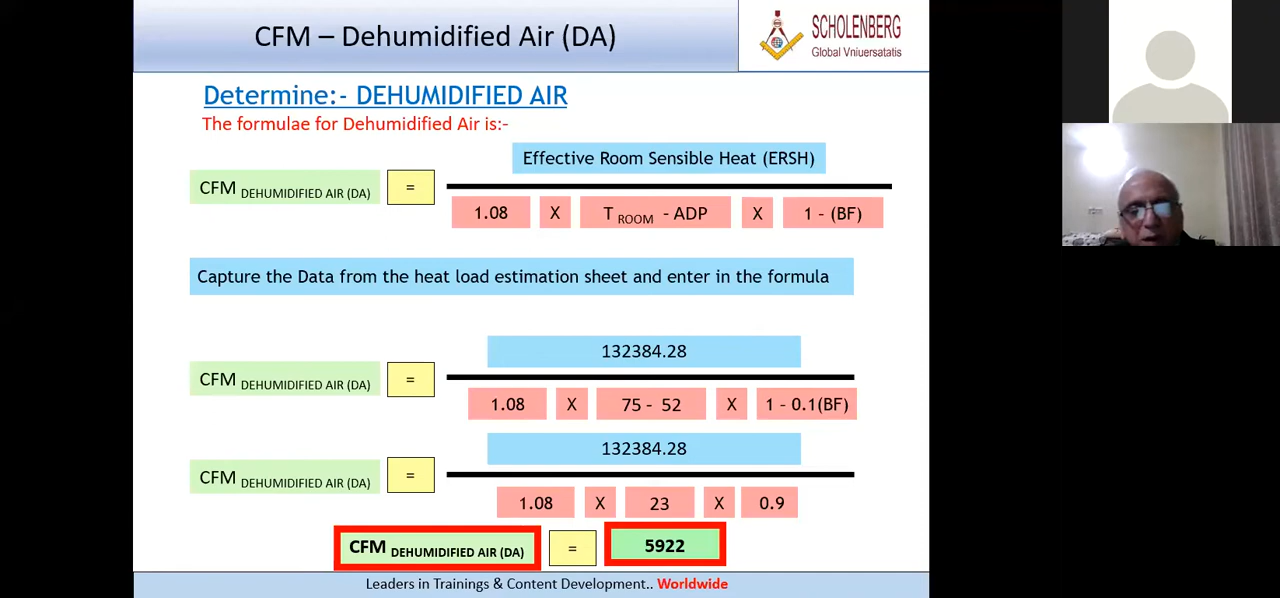 CFM – Dehumidified Air (DA)
SCHOLENBERG
Global Vniuersatatis
Determine:- DEHUMIDIFIED AIR
The formulae for Dehumidified Air is:-
Effective Room Sensible Heat (ERSH)
CFM DEHUMIDIFIED AIR (DA) =
1.08 X T ROOM - ADP X 1 - (BF)
Capture the Data from the heat load estimation sheet and enter in the formula
132384.28
CFM DEHUMIDIFIED AIR (DA) =
1.08 X 75 - 52 X 1 - 0.1(BF)
132384.28
CFM DEHUMIDIFIED AIR (DA) =
1.08 X 23 X 0.9
CFM DEHUMIDIFIED AIR (DA) = 5922
Leaders in Trainings & Content Development.. Worldwide